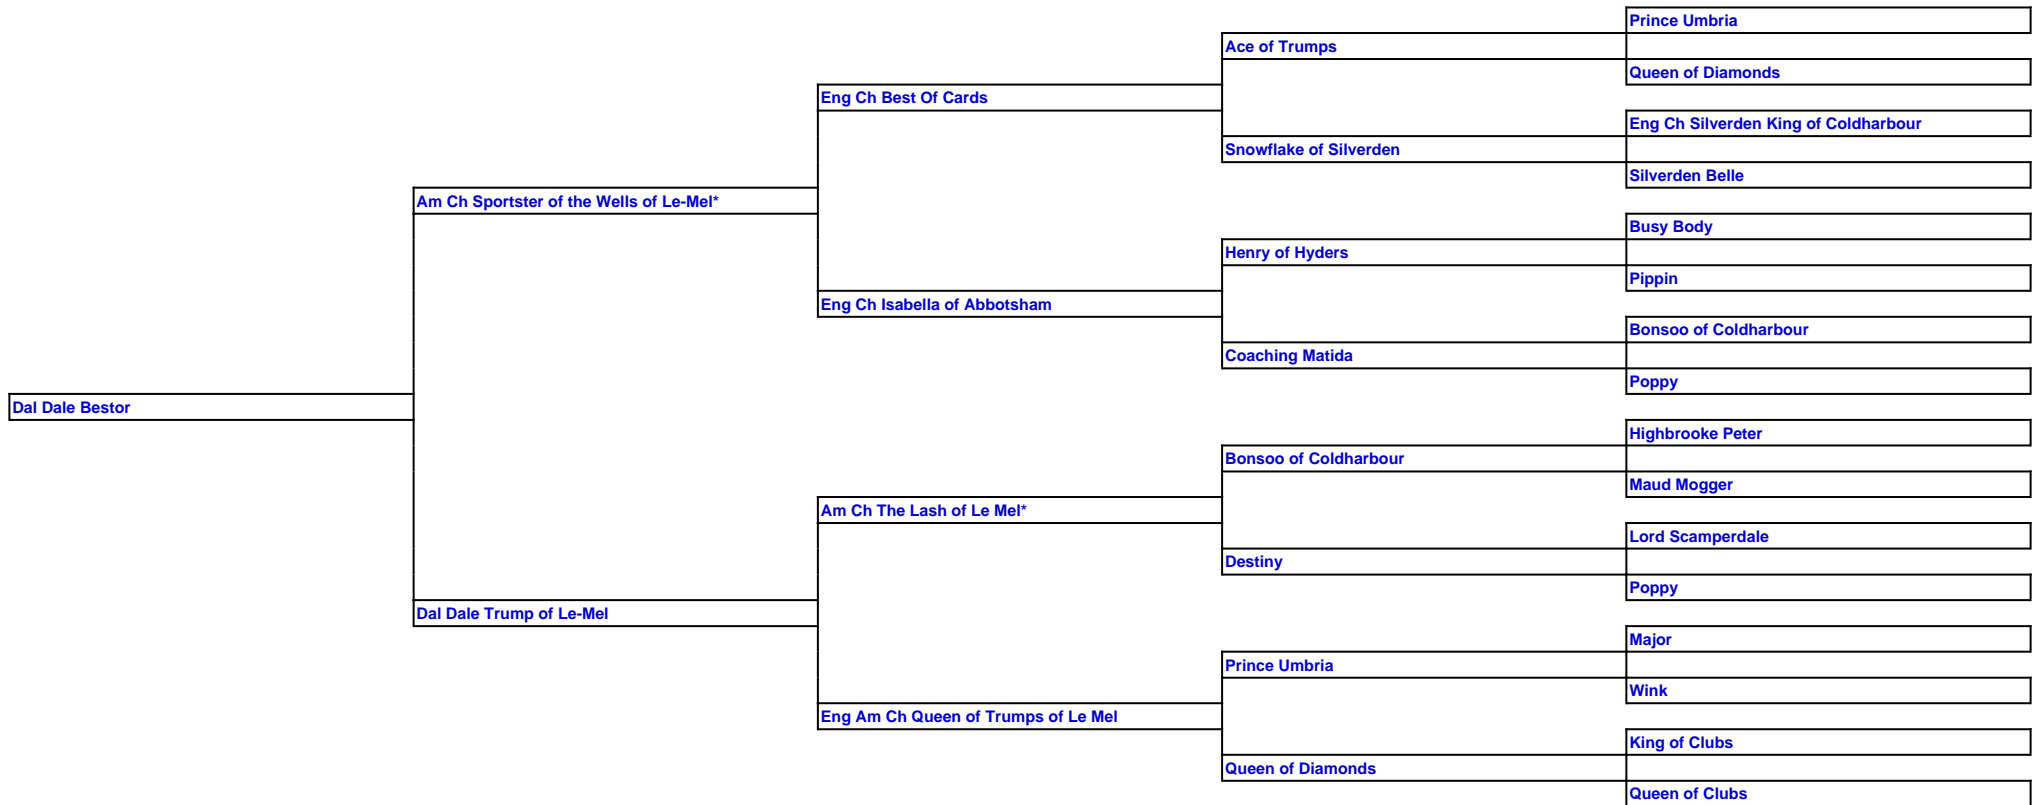 Prince Umbria
Ace of Trumps
Queen of Diamonds
Eng Ch Best Of Cards
Eng Ch Silverden King of Coldharbour
Snowflake of Silverden
Silverden Belle
Am Ch Sportster of the Wells of Le-Mel*
Busy Body
Henry of Hyders
Pippin
Eng Ch Isabella of Abbotsham
Bonsoo of Coldharbour
Coaching Matida
Poppy
Dal Dale Bestor
Highbrooke Peter
Bonsoo of Coldharbour
Maud Mogger
Am Ch The Lash of Le Mel*
Lord Scamperdale
Destiny
Poppy
Dal Dale Trump of Le-Mel
Major
Prince Umbria
Wink
Eng Am Ch Queen of Trumps of Le Mel
King of Clubs
Queen of Diamonds
Queen of Clubs